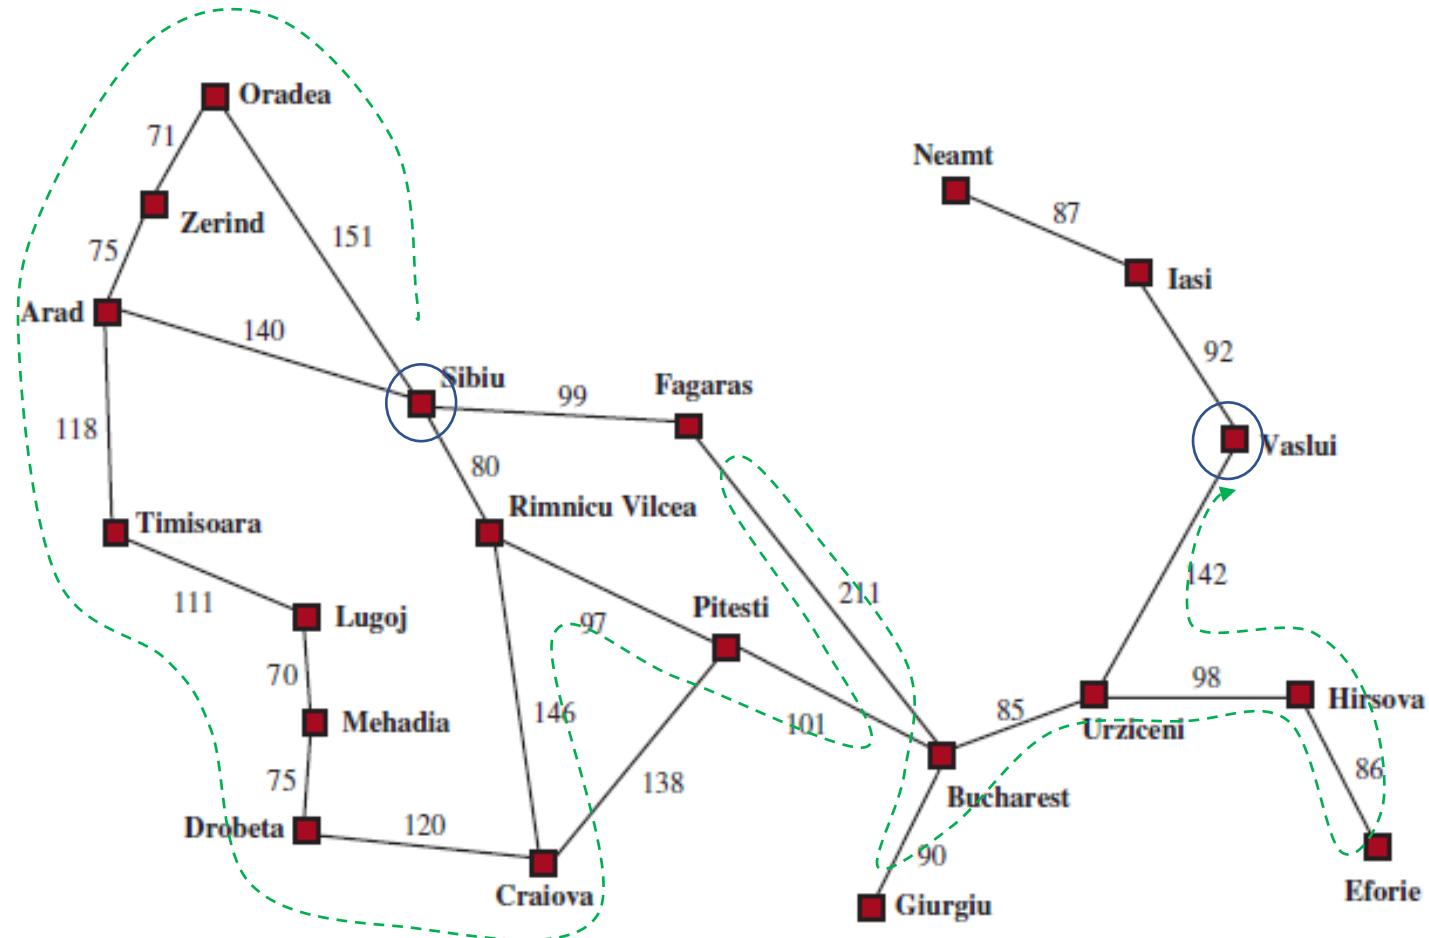 Oradea
71
Neamt
Zerind
87
151
75
Iasi
Arad
140
92
Sibiu
Fagaras
99
118
Vaslui
80
Rimnicu Vilcea
Timisoara
142
211
111
Pitesti
Lugoj
97
70
98
Hirsova
146
85
Mehadia
101
Urziceni
86
75
138
Bucharest
Drobeta
120
90
Craiova
Eforie
Giurgiu